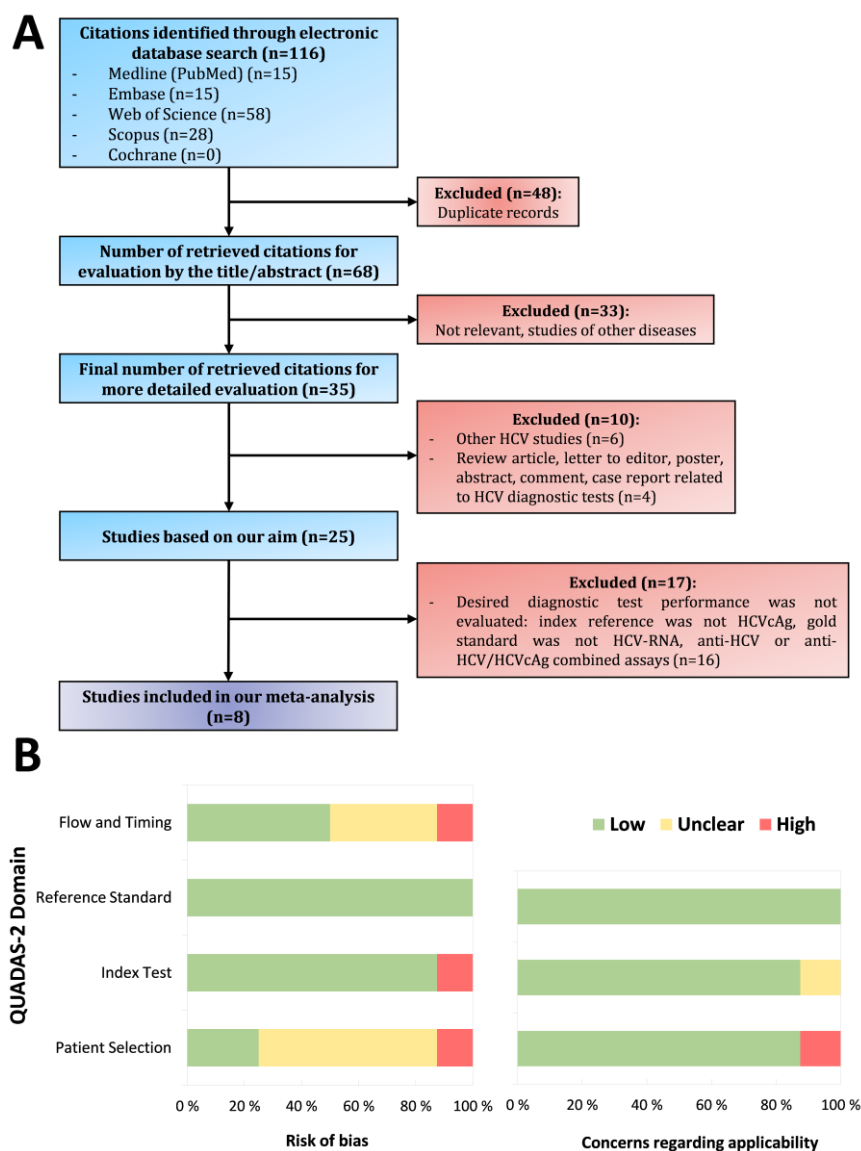 A
Citations identified through electronic
database search (n=116)
- Medline (PubMed) (n=15)
- Embase (n=15)
- Web of Science (n=58)
- Scopus (n=28)
- Cochrane (n=0)
Excluded (n=48):
Duplicate records
Number of retrieved citations for
evaluation by the title/abstract (n=68)
Excluded (n=33):
Not relevant, studies of other diseases
Final number of retrieved citations for
more detailed evaluation (n=35)
Excluded (n=10):
- Other HCV studies (n=6)
- Review article, letter to editor, poster,
abstract, comment, case report related
to HCV diagnostic tests (n=4)
Studies based on our aim (n=25)
Excluded (n=17):
- Desired diagnostic test performance was not
evaluated: index reference was not HCVcAg, gold
standard was not HCV-RNA, anti-HCV or anti-
HCV/HCVcAg combined assays (n=16)
Studies included in our meta-analysis
(n=8)
B
QUADAS-2 Domain
Flow and Timing
Reference Standard
Index Test
Patient Selection
0 % 20 % 40 % 60 % 80 % 100 %
Risk of bias
Low Unclear High
0 % 20 % 40 % 60 % 80 % 100 %
Concerns regarding applicability